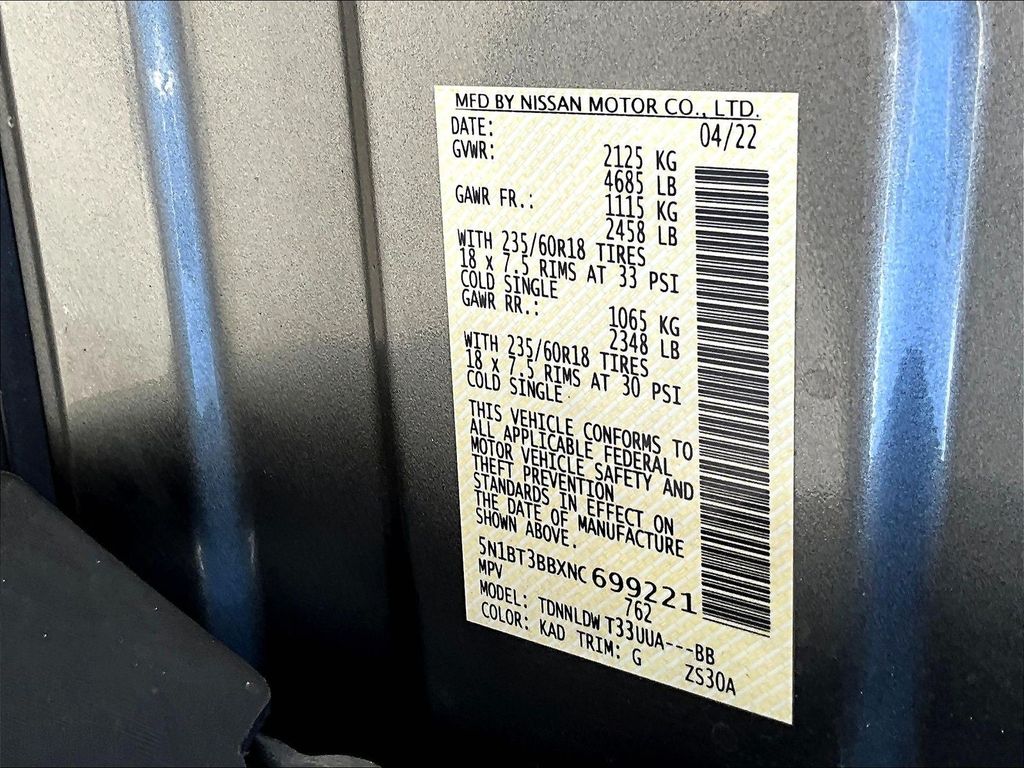 MFD BY NISSAN MOTOR CO., LTD.
DATE: 04/22
GVWR: 2125 KG
4685 LB
GAWR FR.: 1115 KG
2458 LB
WITH 235/60R18 TIRES
18 x 7.5 RIMS AT 33 PSI
COLD SINGLE
GAWR RR.: 1065 KG
2348 LB
WITH 235/60R18 TIRES
18 x 7.5 RIMS AT 30 PSI
COLD SINGLE
THIS VEHICLE CONFORMS TO
ALL APPLICABLE FEDERAL
MOTOR VEHICLE SAFETY AND
THEFT PREVENTION
STANDARDS IN EFFECT ON
THE DATE OF MANUFACTURE
SHOWN ABOVE.
5N1BT3BBXNC699221
MPV 762
MODEL: TDNNLDW T33UUA---BB
COLOR: KAD TRIM: G ZS30A